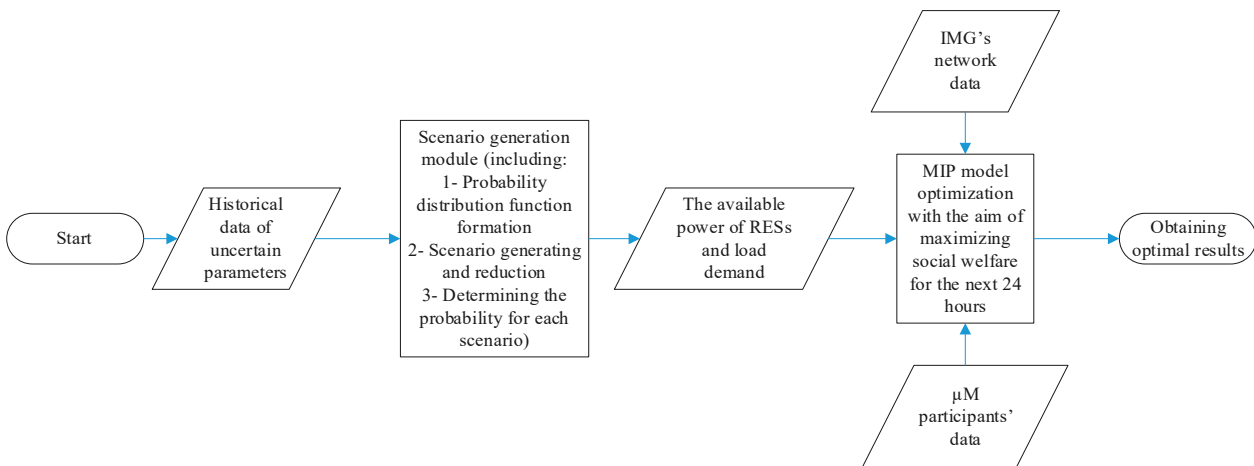 Start
Historical
data of
uncertain
parameters
Scenario generation
module (including:
1- Probability
distribution function
formation
2- Scenario generating
and reduction
3- Determining the
probability for each
scenario)
The available
power of RESs
and load
demand
IMG’s
network
data
MIP model
optimization
with the aim of
maximizing
social welfare
for the next 24
hours
µM
participants’
data
Obtaining
optimal results